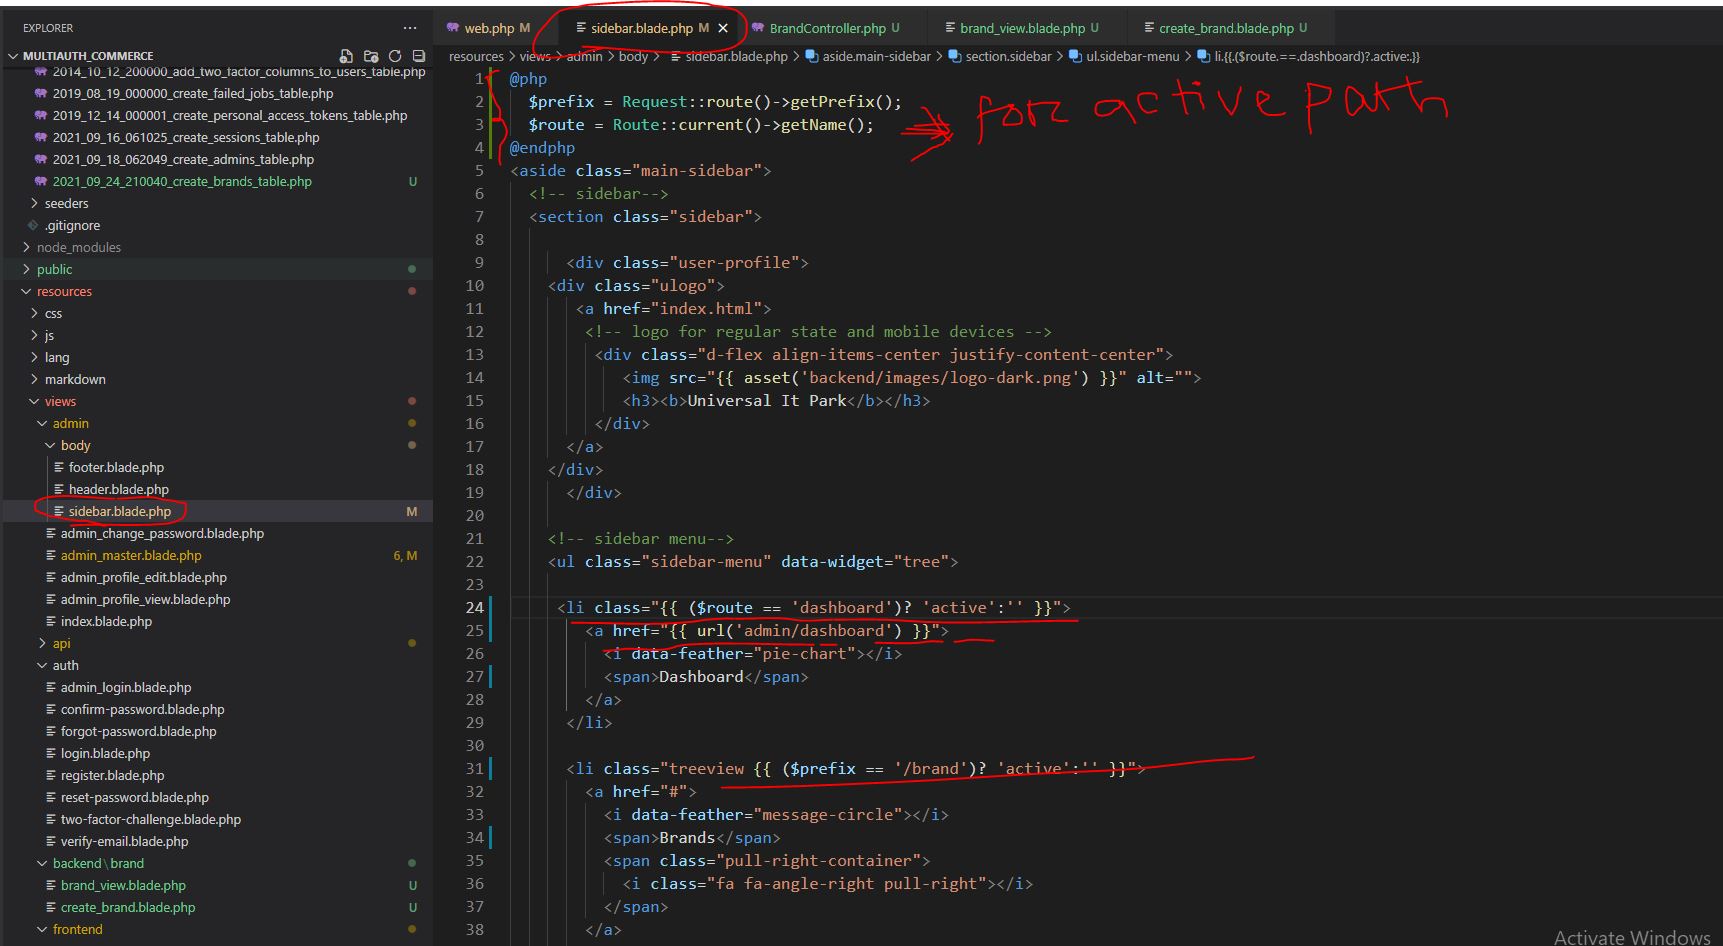 EXPLORER
···
MULTIAUTH_COMMERCE
2014_10_12_200000_add_two_factor_columns_to_users_table.php
2019_08_19_000000_create_failed_jobs_table.php
2019_12_14_000001_create_personal_access_tokens_table.php
2021_09_16_061025_create_sessions_table.php
2021_09_18_062049_create_admins_table.php
2021_09_24_210040_create_brands_table.php U
seeders
.gitignore
node_modules
public
resources
css
js
lang
markdown
views
admin
body
footer.blade.php
header.blade.php
sidebar.blade.php M
admin_change_password.blade.php
admin_master.blade.php 6, M
admin_profile_edit.blade.php
admin_profile_view.blade.php
index.blade.php
api
auth
admin_login.blade.php
confirm-password.blade.php
forgot-password.blade.php
login.blade.php
register.blade.php
reset-password.blade.php
two-factor-challenge.blade.php
verify-email.blade.php
backend\brand
brand_view.blade.php U
create_brand.blade.php U
frontend
web.php M sidebar.blade.php M BrandController.php U brand_view.blade.php U create_brand.blade.php U
resources > views > admin > body > sidebar.blade.php > aside.main-sidebar > section.sidebar > ul.sidebar-menu > li.{{.($route.==.dashboard)?.active:.}}
1 @php
2 $prefix = Request::route()->getPrefix();
3 $route = Route::current()->getName();
for active path
4 @endphp
5 <aside class="main-sidebar">
6 <!-- sidebar-->
7 <section class="sidebar">
8
9 <div class="user-profile">
10 <div class="ulogo">
11 <a href="index.html">
12 <!-- logo for regular state and mobile devices -->
13 <div class="d-flex align-items-center justify-content-center">
14 <img src="{{ asset('backend/images/logo-dark.png') }}" alt="">
15 <h3><b>Universal It Park</b></h3>
16 </div>
17 </a>
18 </div>
19 </div>
20
21 <!-- sidebar menu-->
22 <ul class="sidebar-menu" data-widget="tree">
23
24 <li class="{{ ($route == 'dashboard')? 'active':'' }}">
25 <a href="{{ url('admin/dashboard') }}">
26 <i data-feather="pie-chart"></i>
27 <span>Dashboard</span>
28 </a>
29 </li>
30
31 <li class="treeview {{ ($prefix == '/brand')? 'active':'' }}">
32 <a href="#">
33 <i data-feather="message-circle"></i>
34 <span>Brands</span>
35 <span class="pull-right-container">
36 <i class="fa fa-angle-right pull-right"></i>
37 </span>
38 </a>
Activate Windows